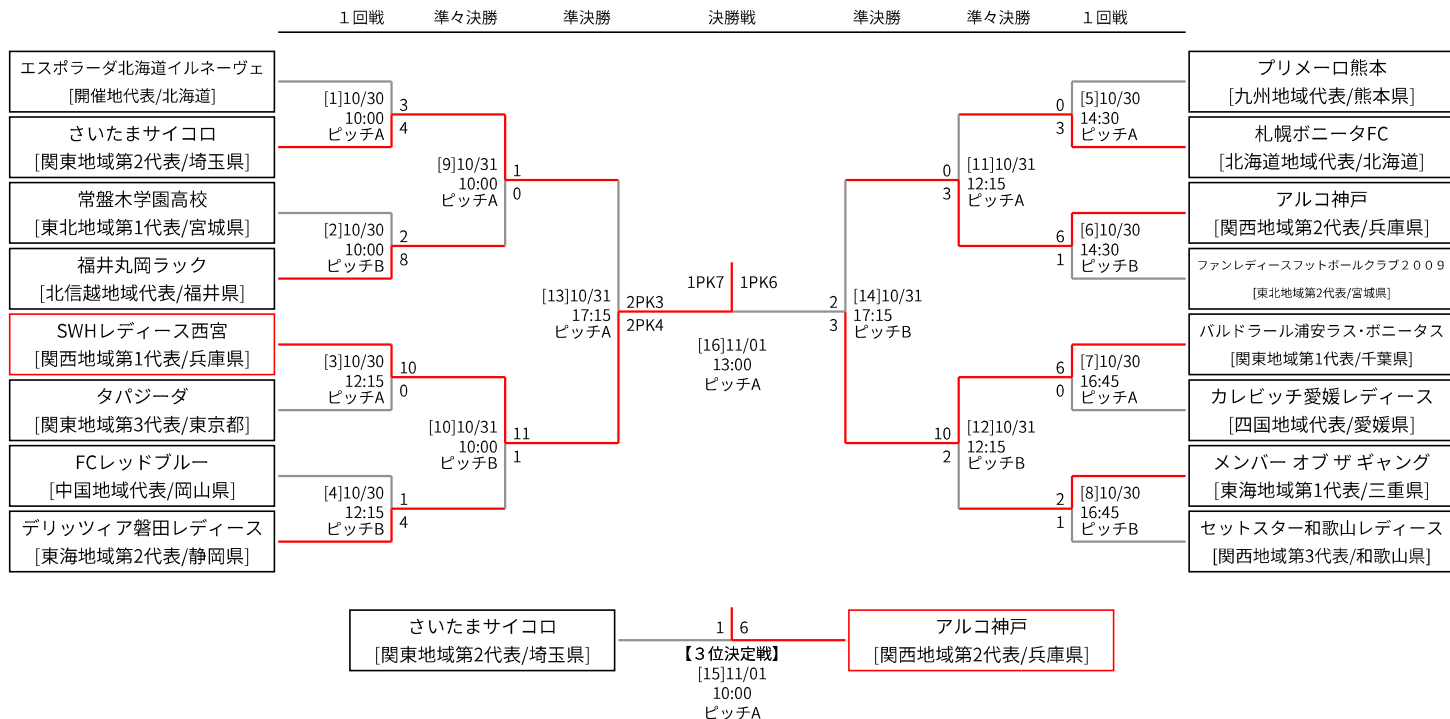 １回戦 準々決勝 準決勝 決勝戦 準決勝 準々決勝 １回戦
エスポラーダ北海道イルネーヴェ
[開催地代表/北海道]
さいたまサイコロ
[関東地域第2代表/埼玉県]
常盤木学園高校
[東北地域第1代表/宮城県]
福井丸岡ラック
[北信越地域代表/福井県]
SWHレディース西宮
[関西地域第1代表/兵庫県]
タパジーダ
[関東地域第3代表/東京都]
FCレッドブルー
[中国地域代表/岡山県]
デリッツィア磐田レディース
[東海地域第2代表/静岡県]
[1]10/30
10:00
ピッチA
3
4
[2]10/30
10:00
ピッチB
2
8
[3]10/30
12:15
ピッチA
10
0
[4]10/30
12:15
ピッチB
1
4
[9]10/31
10:00
ピッチA
1
0
[10]10/31
10:00
ピッチB
11
1
[13]10/31
17:15
ピッチA
2PK3
2PK4
1PK7 1PK6
[16]11/01
13:00
ピッチA
2
3
[14]10/31
17:15
ピッチB
0
3
[11]10/31
12:15
ピッチA
10
2
[12]10/31
12:15
ピッチB
0
3
[5]10/30
14:30
ピッチA
6
1
[6]10/30
14:30
ピッチB
6
0
[7]10/30
16:45
ピッチA
2
1
[8]10/30
16:45
ピッチB
プリメーロ熊本
[九州地域代表/熊本県]
札幌ボニータFC
[北海道地域代表/北海道]
アルコ神戸
[関西地域第2代表/兵庫県]
ファンレディースフットボールクラブ２００９
[東北地域第2代表/宮城県]
バルドラール浦安ラス・ボニータス
[関東地域第1代表/千葉県]
カレビッチ愛媛レディース
[四国地域代表/愛媛県]
メンバー オブ ザ ギャング
[東海地域第1代表/三重県]
セットスター和歌山レディース
[関西地域第3代表/和歌山県]
さいたまサイコロ
[関東地域第2代表/埼玉県]
1 6
【３位決定戦】
[15]11/01
10:00
ピッチA
アルコ神戸
[関西地域第2代表/兵庫県]